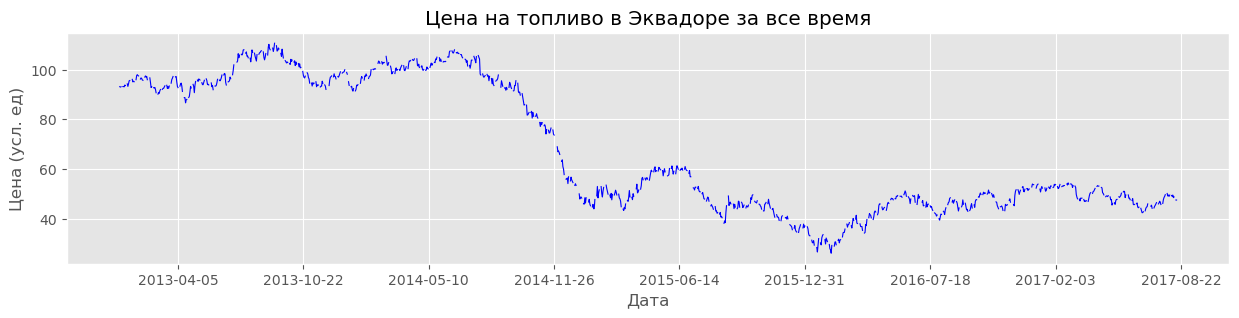 Цена на топливо в Эквадоре за все время
Цена (усл. ед)
100
80
60
40
2013-04-05 2013-10-22 2014-05-10 2014-11-26 2015-06-14 2015-12-31 2016-07-18 2017-02-03 2017-08-22
Дата